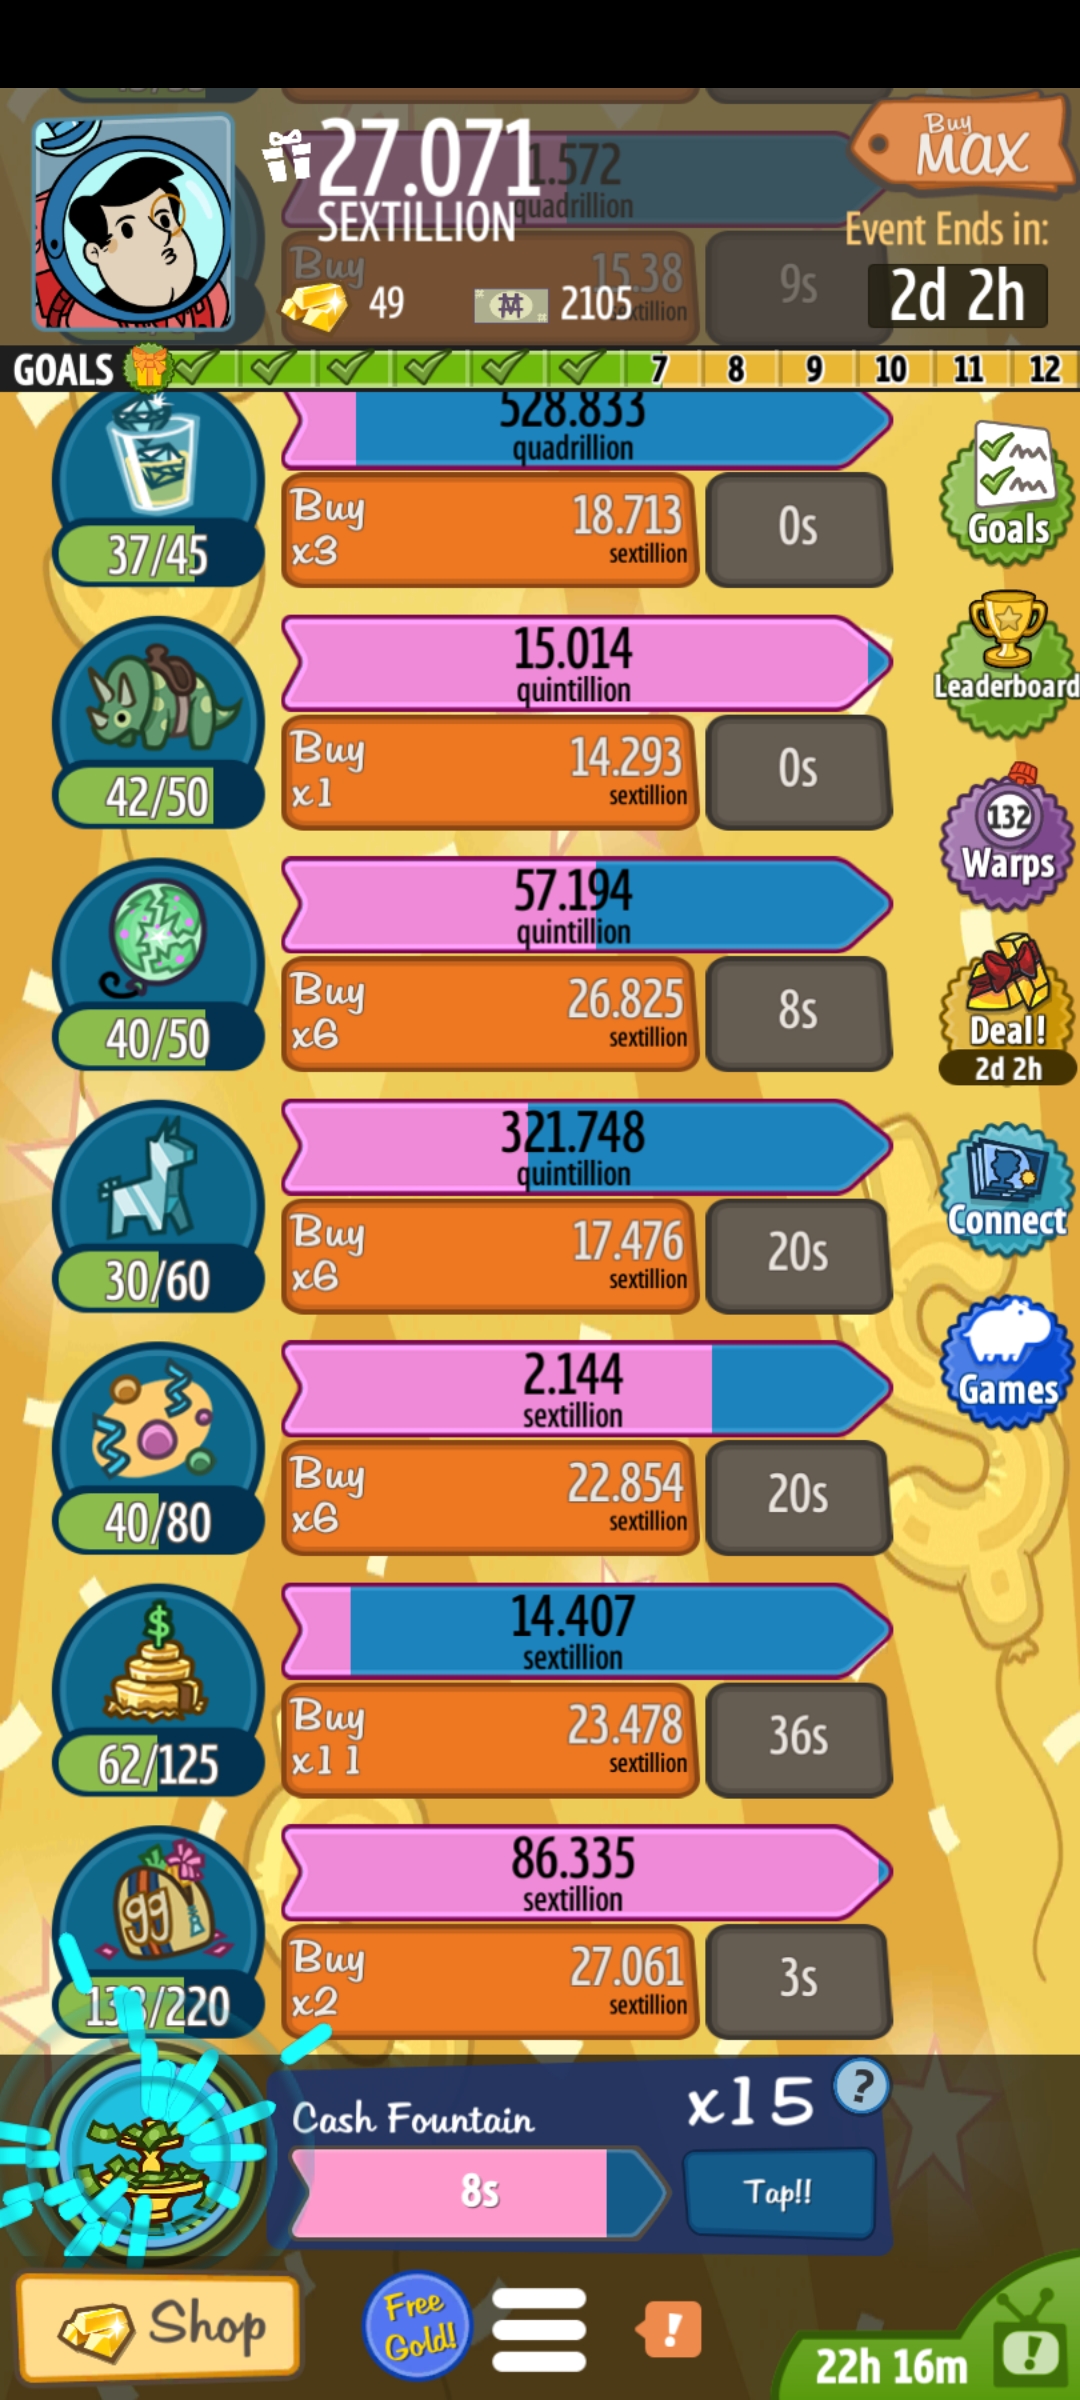 27.071
SEXTILLION
1.572
quadrillion
Buy
MAX
Event Ends in:
2d 2h
Buy
15.38
9s
49
2105
GOALS 7 8 9 10 11 12
528.833
quadrillion
37/45
Buy
x3
18.713
sextillion
0s
Goals
15.014
quintillion
42/50
Buy
x1
14.293
sextillion
0s
Leaderboard
132
Warps
57.194
quintillion
40/50
Buy
x6
26.825
sextillion
8s
Deal!
2d 2h
321.748
quintillion
30/60
Buy
x6
17.476
sextillion
20s
Connect
2.144
sextillion
40/80
Buy
x6
22.854
sextillion
20s
Games
$
14.407
sextillion
62/125
Buy
x11
23.478
sextillion
36s
gg
86.335
sextillion
Buy
x2
27.061
sextillion
3s
Cash Fountain
x15
?
8s
Tap!!
Shop
Free
Gold!
!
22h 16m
!